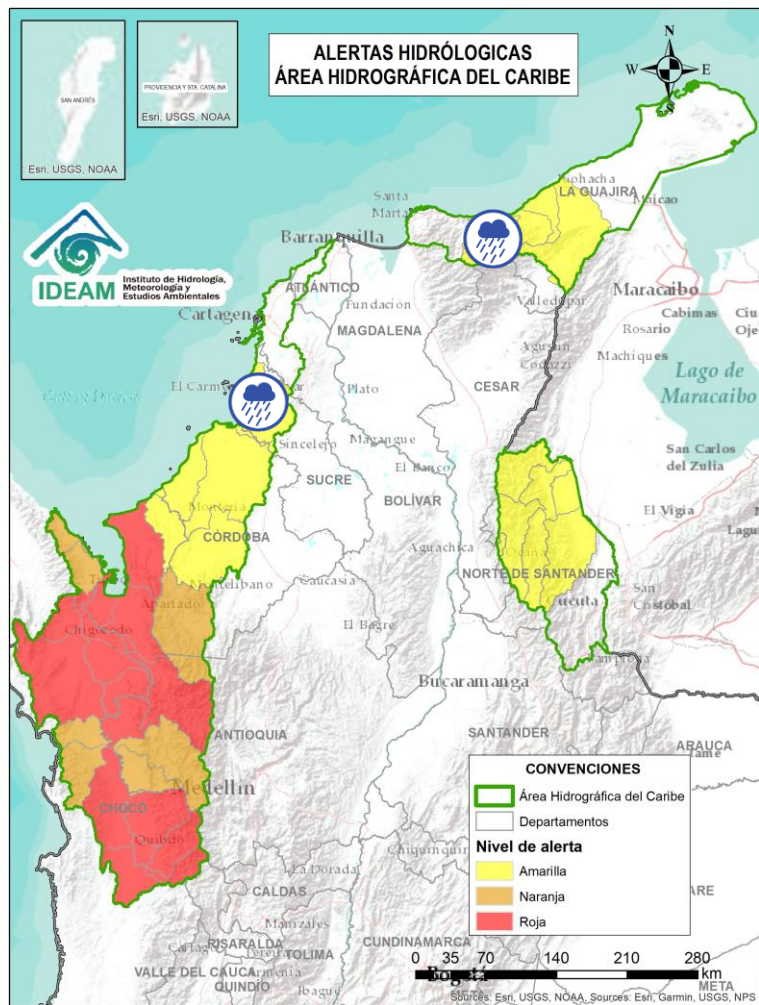 ALERTAS HIDRÓLOGICAS
ÁREA HIDROGRÁFICA DEL CARIBE
SAN ANDRÉS
Esri, USGS, NOAA
PROVIDENCIA Y STA. CATALINA
Esri, USGS, NOAA
N
W
E
S
IDEAM
Instituto de Hidrología,
Meteorología y
Estudios Ambientales
Santa
Marta
LA GUAJIRA
Maicao
Barranquilla
ATLÁNTICO
Cartagena
Fundación
MAGDALENA
Valledupar
Maracaibo
Cabimas
Rosario
Machiques
Agustín
Codazzi
CESAR
Lago de
Maracaibo
Plato
Sincelejo
Magangue
El Banco
SUCRE
BOLÍVAR
San Carlos
del Zulia
El Vigía
Montería
CÓRDOBA
Aguachica
Ocaña
NORTE DE SANTANDER
San
Cristóbal
Caucasia
Apartadó
Chigorodó
El Bagre
Bucaramanga
ANTIOQUIA
SANTANDER
ARAUCA
Medellín
CHOCÓ
Quibdó
La Dorada
CALDAS
Manizales
RISARALDA
TOLIMA
CUNDINAMARCA
VALLE DEL CAUCA
QUINDÍO
Ibagué
Bogotá
META
CONVENCIONES
Área Hidrográfica del Caribe
Departamentos
Nivel de alerta
Amarilla
Naranja
Roja
0 35 70 140 210 280
km
Sources: Esri, USGS, NOAA, Sources: Esri, Garmin, USGS, NPS